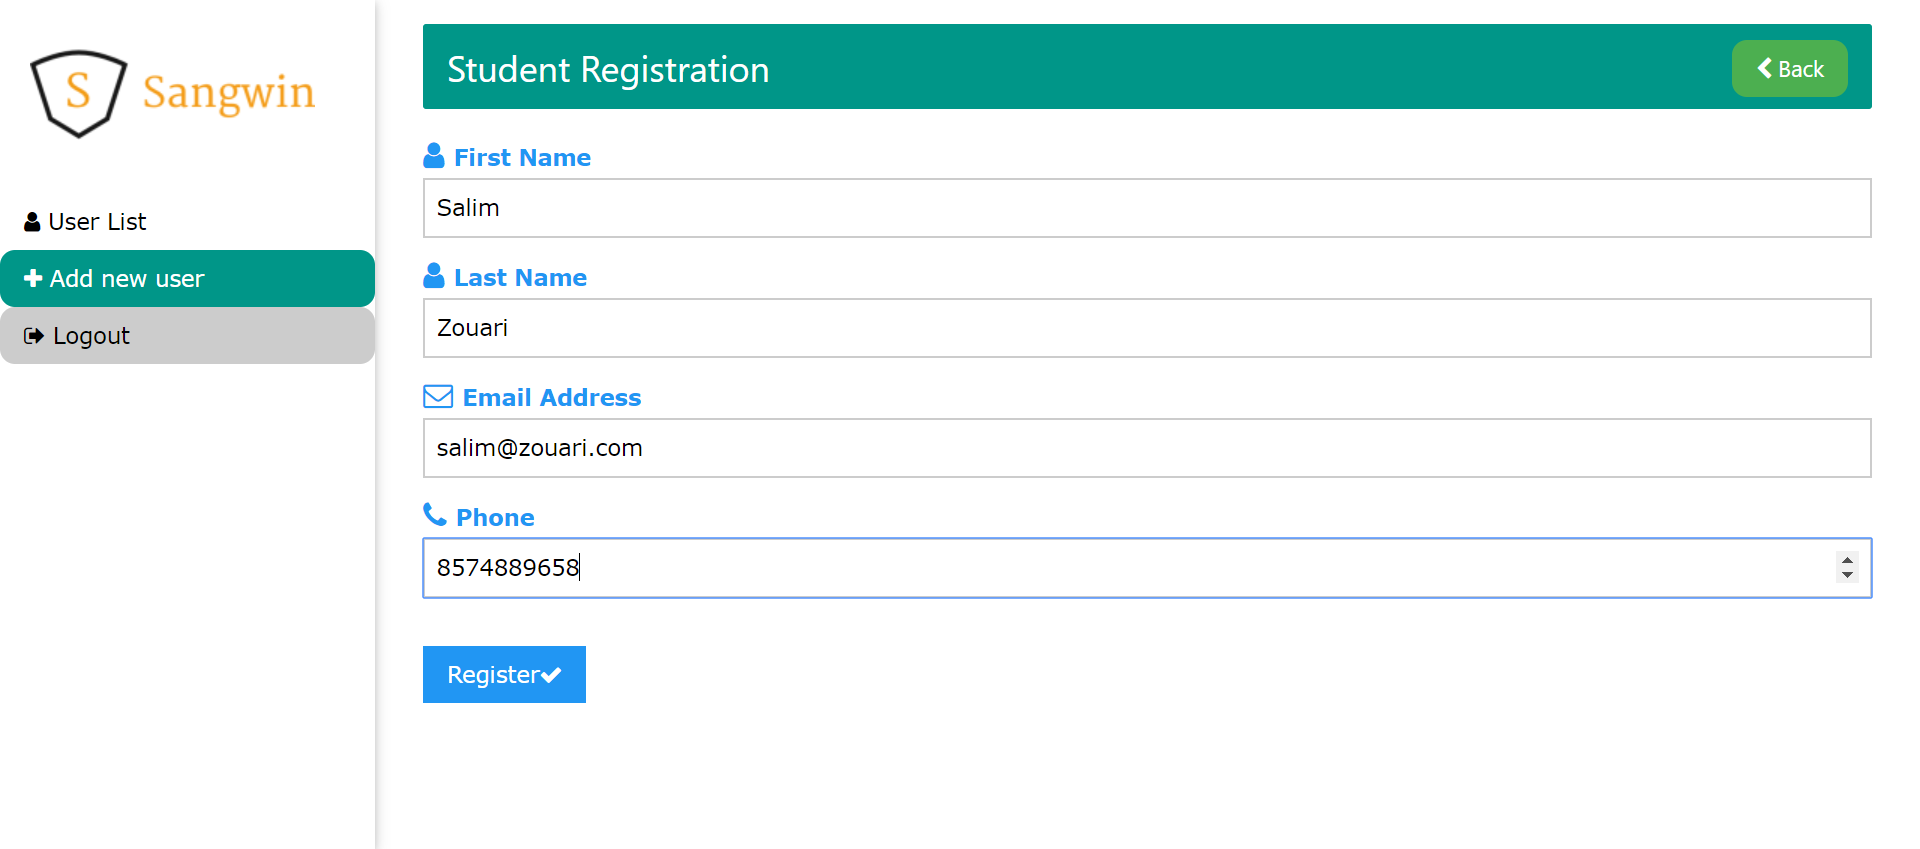 S Sangwin
User List
Add new user
Logout
Student Registration
Back
First Name
Salim
Last Name
Zouari
Email Address
salim@zouari.com
Phone
8574889658
Register